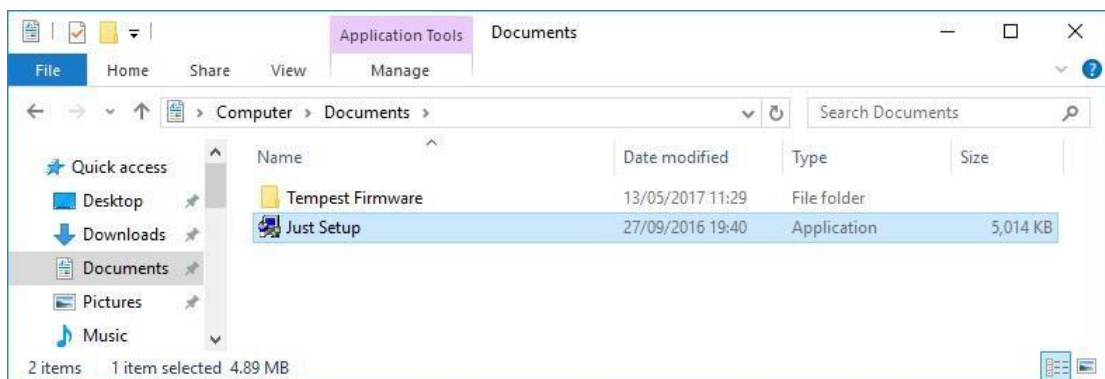 Application Tools Documents
File Home Share View Manage
Computer › Documents › Search Documents
Quick access
Desktop
Downloads
Documents
Pictures
Music
Name Date modified Type Size
Tempest Firmware 13/05/2017 11:29 File folder
Just Setup 27/09/2016 19:40 Application 5,014 KB
2 items 1 item selected 4.89 MB